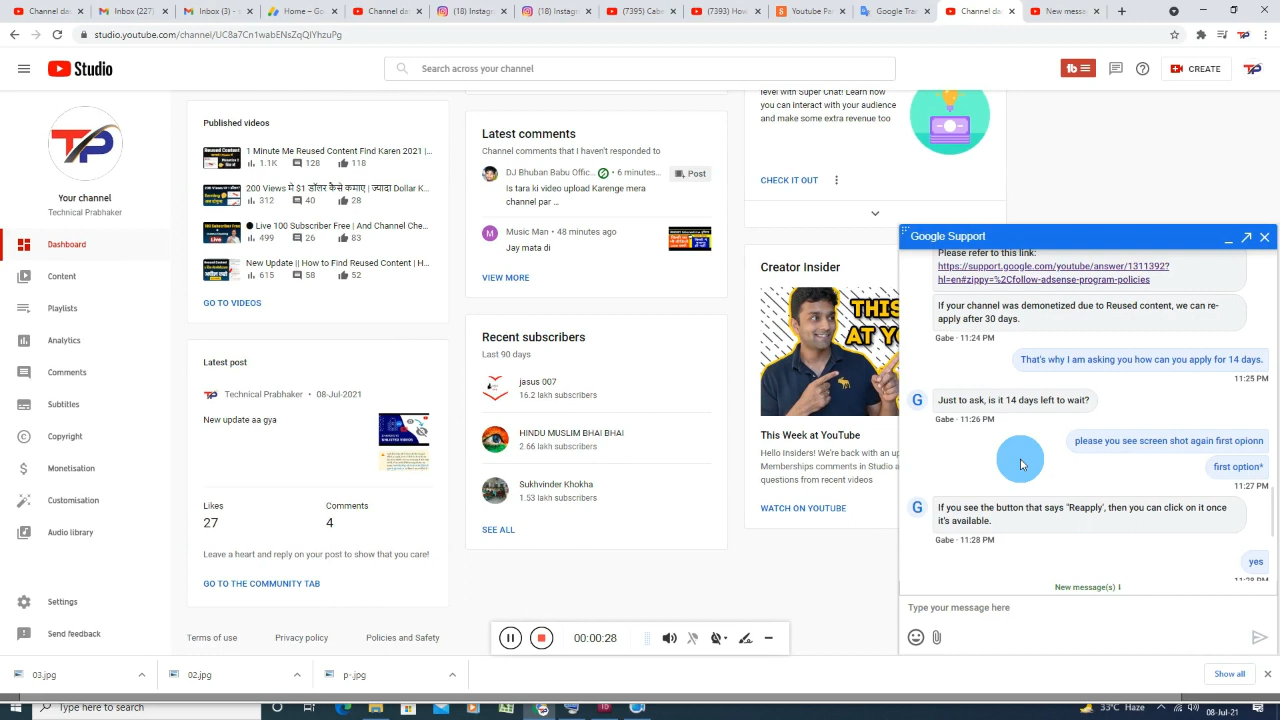 Channel da
Minutes (227)
Inbox (3) -
Home – Go
Channel da
(18) Instag
(18) Instag
(7395) Cabe
(7393) How
Youtube Pa
Google Tra
Channel da
New messa
studio.youtube.com/channel/UC8a7Cn1wabENsZqQIYhzuPg
Studio
Search across your channel
CREATE
Your channel
Technical Prabhaker
Dashboard
Content
Playlists
Analytics
Comments
Subtitles
Copyright
Monetisation
Customisation
Audio library
Settings
Send feedback
Published videos
1 Minute Me Reused Content Find Karen 2021 |...
1.1K 128 118
200 Views में $1 डॉलर कैसे कमाए | ज्यादा Dollar K...
312 40 28
Live 100 Subscriber Free | And Channel Che...
499 26 83
New Update || How to Find Reused Content | H...
615 58 52
GO TO VIDEOS
Latest post
Technical Prabhaker • 08-Jul-2021
New update aa gya
Likes
Comments
27
4
Leave a heart and reply on your post to show that you care!
GO TO THE COMMUNITY TAB
Terms of use
Privacy policy
Policies and Safety
Latest comments
Channel comments that I haven't responded to
DJ Bhuban Babu Offic... • 6 minutes...
Post
Is tara ki video upload Karenge mera
channel par ...
M
Music Man • 48 minutes ago
Jay mata di
VIEW MORE
Recent subscribers
Last 90 days
jasus 007
16.2 lakh subscribers
HINDU MUSLIM BHAI BHAI
2.66 lakh subscribers
Sukhvinder Khokha
1.53 lakh subscribers
SEE ALL
level with Super Chat! Learn how
you can interact with your audience
and make some extra revenue too
CHECK IT OUT
Creator Insider
THIS
AT YO
This Week at YouTube
Hello Insiders! We're back with an up
Memberships comments in Studio a
questions from recent videos
WATCH ON YOUTUBE
Google Support
Please refer to this link:
https://support.google.com/youtube/answer/1311392?
hl=en#zippy=%2Cfollow-adsense-program-policies
If your channel was demonetized due to Reused content, we can re-
apply after 30 days.
Gabe · 11:24 PM
That's why I am asking you how can you apply for 14 days.
11:25 PM
G
Just to ask, is it 14 days left to wait?
Gabe · 11:26 PM
please you see screen shot again first opionn
first option*
11:27 PM
G
If you see the button that says "Reapply', then you can click on it once
it's available.
Gabe · 11:28 PM
yes
11:28 PM
New message(s)
Type your message here
00:00:28
03.jpg
02.jpg
p-.jpg
Show all
Type here to search
33°C Haze
08-Jul-21